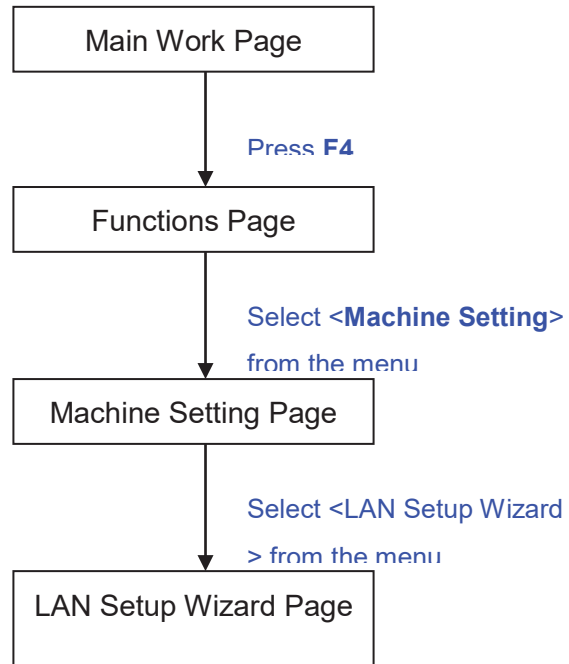 Main Work Page
Press F4
Functions Page
Select <Machine Setting>
from the menu
Machine Setting Page
Select <LAN Setup Wizard
> from the menu
LAN Setup Wizard Page